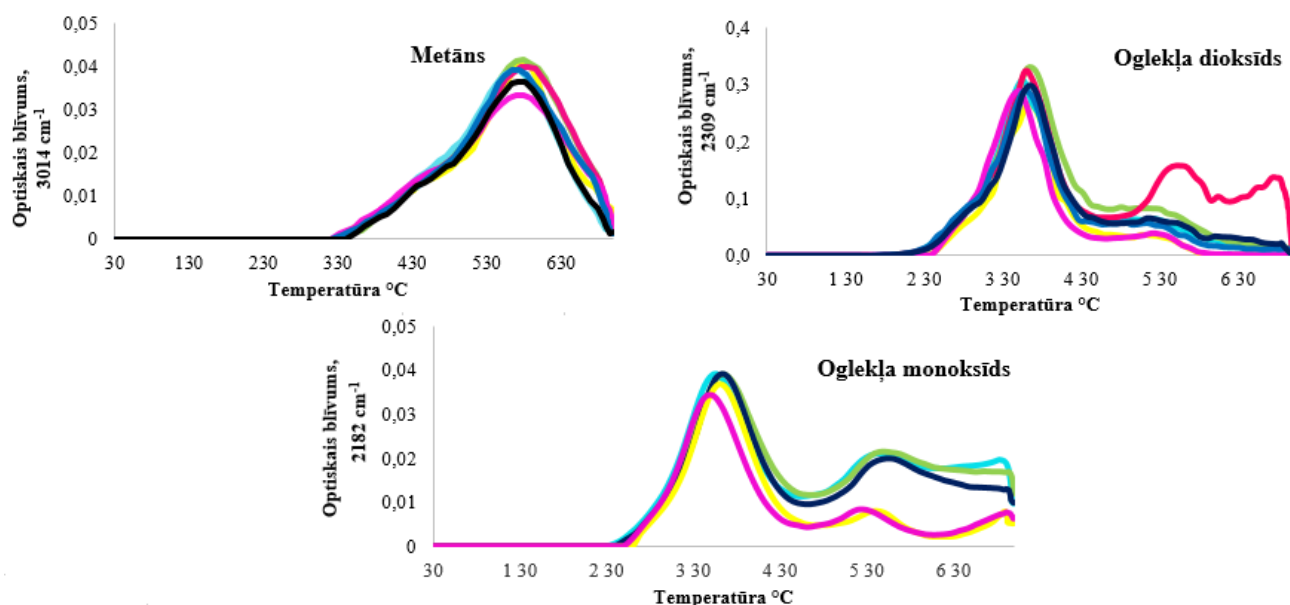 Metāns
Optiskais blīvums,
3014 cm-1
0,05
0,04
0,03
0,02
0,01
0
30 130 230 330 430 530 630
Temperatūra °C
Oglekļa dioksīds
Optiskais blīvums,
2309 cm-1
0,4
0,3
0,2
0,1
0,0
30 1 30 2 30 3 30 4 30 5 30 6 30
Temperatūra °C
Oglekļa monoksīds
Optiskais blīvums,
2182 cm-1
0,05
0,04
0,03
0,02
0,01
0
30 1 30 2 30 3 30 4 30 5 30 6 30
Temperatūra °C